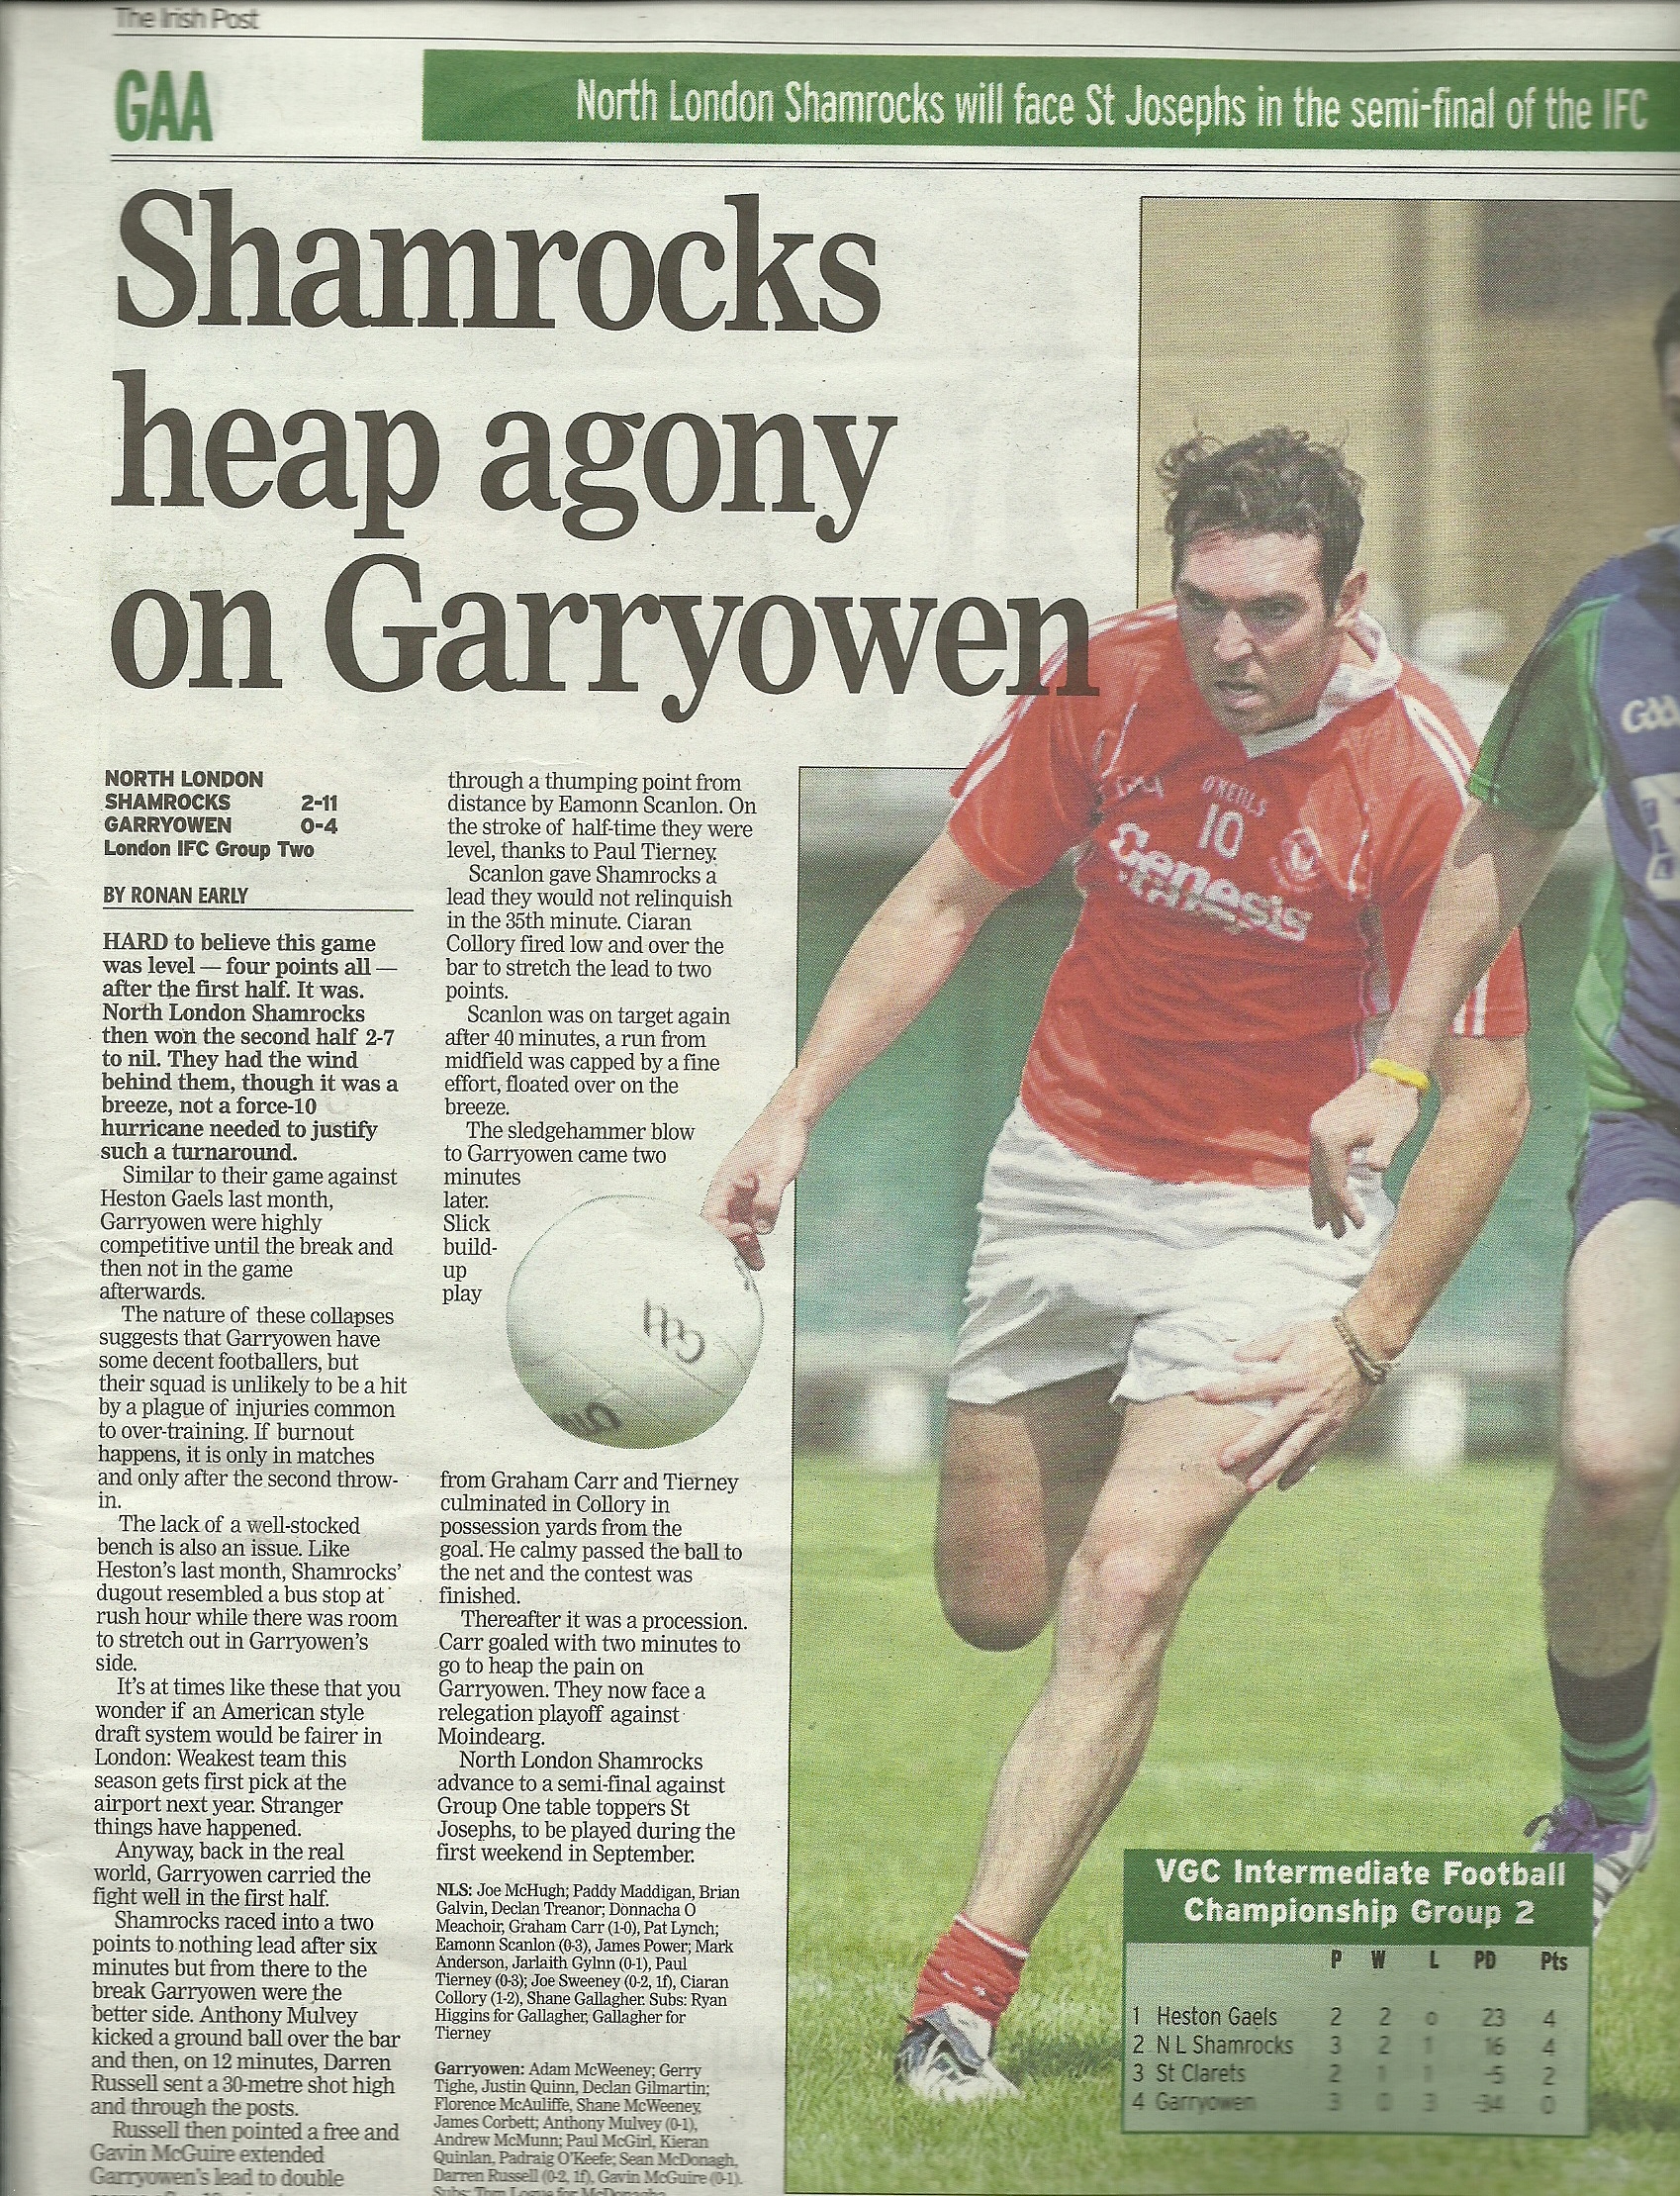 The Irish Post
GAA
North London Shamrocks will face St Josephs in the semi-final of the IFC
Shamrocks
heap agony
on Garryowen
NORTH LONDON
SHAMROCKS 2-11
GARRYOWEN 0-4
London IFC Group Two
BY RONAN EARLY
HARD to believe this game
was level — four points all —
after the first half. It was.
North London Shamrocks
then won the second half 2-7
to nil. They had the wind
behind them, though it was a
breeze, not a force-10
hurricane needed to justify
such a turnaround.
Similar to their game against
Heston Gaels last month,
Garryowen were highly
competitive until the break and
then not in the game
afterwards.
The nature of these collapses
suggests that Garryowen have
some decent footballers, but
their squad is unlikely to be a hit
by a plague of injuries common
to over-training. If burnout
happens, it is only in matches
and only after the second throw-
in.
The lack of a well-stocked
bench is also an issue. Like
Heston's last month, Shamrocks'
dugout resembled a bus stop at
rush hour while there was room
to stretch out in Garryowen's
side.
It's at times like these that you
wonder if an American style
draft system would be fairer in
London: Weakest team this
season gets first pick at the
airport next year. Stranger
things have happened.
Anyway, back in the real
world, Garryowen carried the
fight well in the first half.
Shamrocks raced into a two
points to nothing lead after six
minutes but from there to the
break Garryowen were the
better side. Anthony Mulvey
kicked a ground ball over the bar
and then, on 12 minutes, Darren
Russell sent a 30-metre shot high
and through the posts.
Russell then pointed a free and
Gavin McGuire extended
Garryowen's lead to double
through a thumping point from
distance by Eamonn Scanlon. On
the stroke of half-time they were
level, thanks to Paul Tierney.
Scanlon gave Shamrocks a
lead they would not relinquish
in the 35th minute. Ciaran
Collory fired low and over the
bar to stretch the lead to two
points.
Scanlon was on target again
after 40 minutes, a run from
midfield was capped by a fine
effort, floated over on the
breeze.
The sledgehammer blow
to Garryowen came two
minutes
later.
Slick
build-
up
play
from Graham Carr and Tierney
culminated in Collory in
possession yards from the
goal. He calmy passed the ball to
the net and the contest was
finished.
Thereafter it was a procession.
Carr goaled with two minutes to
go to heap the pain on
Garryowen. They now face a
relegation playoff against
Moindearg.
North London Shamrocks
advance to a semi-final against
Group One table toppers St
Josephs, to be played during the
first weekend in September.
NLS: Joe McHugh; Paddy Maddigan, Brian
Galvin, Declan Treanor; Donnacha O
Meachoir, Graham Carr (1-0), Pat Lynch;
Eamonn Scanlon (0-3), James Power; Mark
Anderson, Jarlaith Gylnn (0-1), Paul
Tierney (0-3); Joe Sweeney (0-2, 1f), Ciaran
Collory (1-2), Shane Gallagher. Subs: Ryan
Higgins for Gallagher, Gallagher for
Tierney
Garryowen: Adam McWeeney; Gerry
Tighe, Justin Quinn, Declan Gilmartin;
Florence McAuliffe, Shane McWeeney,
James Corbett; Anthony Mulvey (0-1),
Andrew McMunn; Paul McGirl, Kieran
Quinlan, Padraig O'Keefe; Sean McDonagh,
Darren Russell (0-2, 1f), Gavin McGuire (0-1).
Subs: Tom Logue for McDonagh,
O'NEILLS
10
Genesis
GAA
VGC Intermediate Football
Championship Group 2
P W L PD Pts
1 Heston Gaels 2 2 0 23 4
2 N L Shamrocks 3 2 1 16 4
3 St Clarets 2 1 1 -5 2
4 Garryowen 3 0 3 -34 0